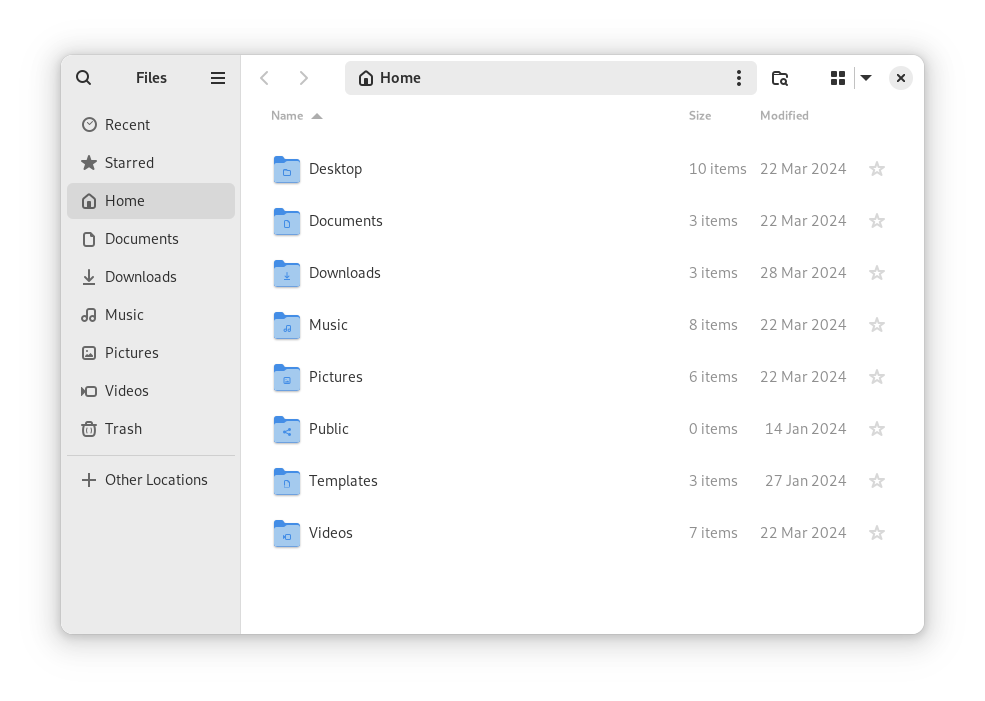 Files
Home
Recent
Starred
Home
Documents
Downloads
Music
Pictures
Videos
Trash
Other Locations
Name Size Modified
Desktop 10 items 22 Mar 2024
Documents 3 items 22 Mar 2024
Downloads 3 items 28 Mar 2024
Music 8 items 22 Mar 2024
Pictures 6 items 22 Mar 2024
Public 0 items 14 Jan 2024
Templates 3 items 27 Jan 2024
Videos 7 items 22 Mar 2024